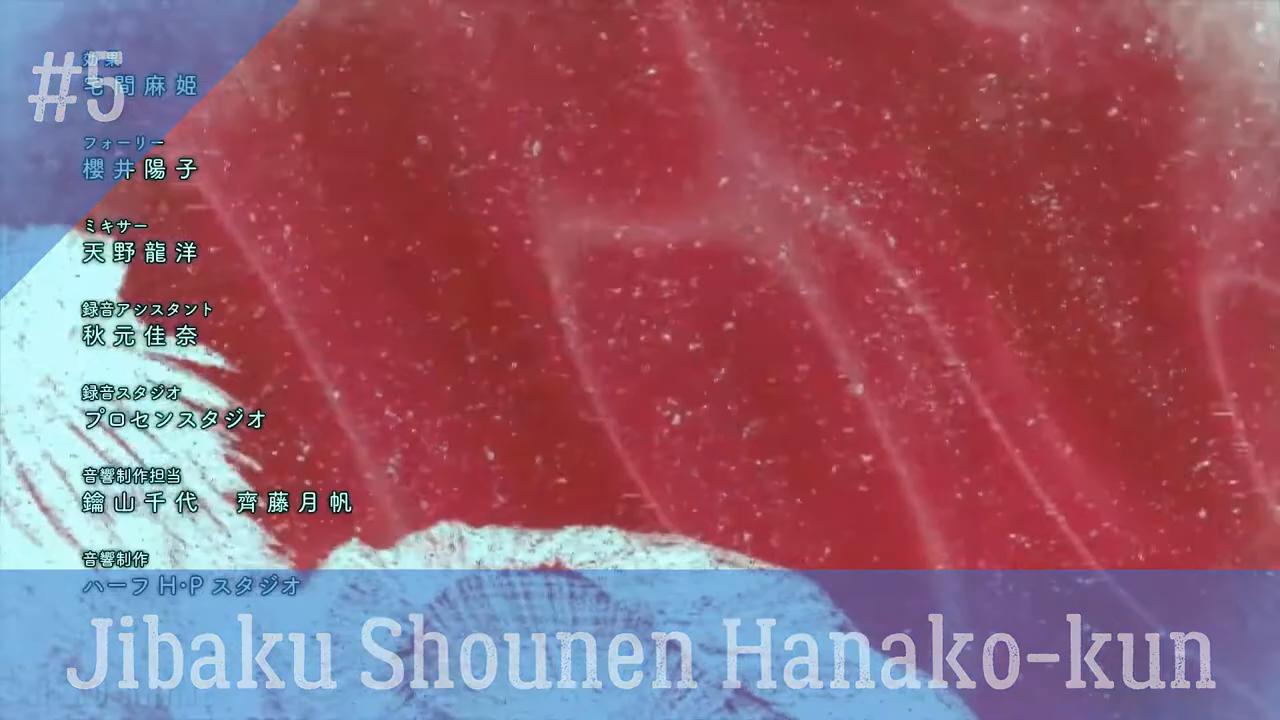 #5
効果
宅間麻姫
フォーリー
櫻井陽子
ミキサー
天野龍洋
録音アシスタント
秋元佳奈
録音スタジオ
プロセンスタジオ
音響制作担当
鑰山千代 齊藤月帆
音響制作
ハーフ H・P スタジオ
Jibaku Shounen Hanako-kun